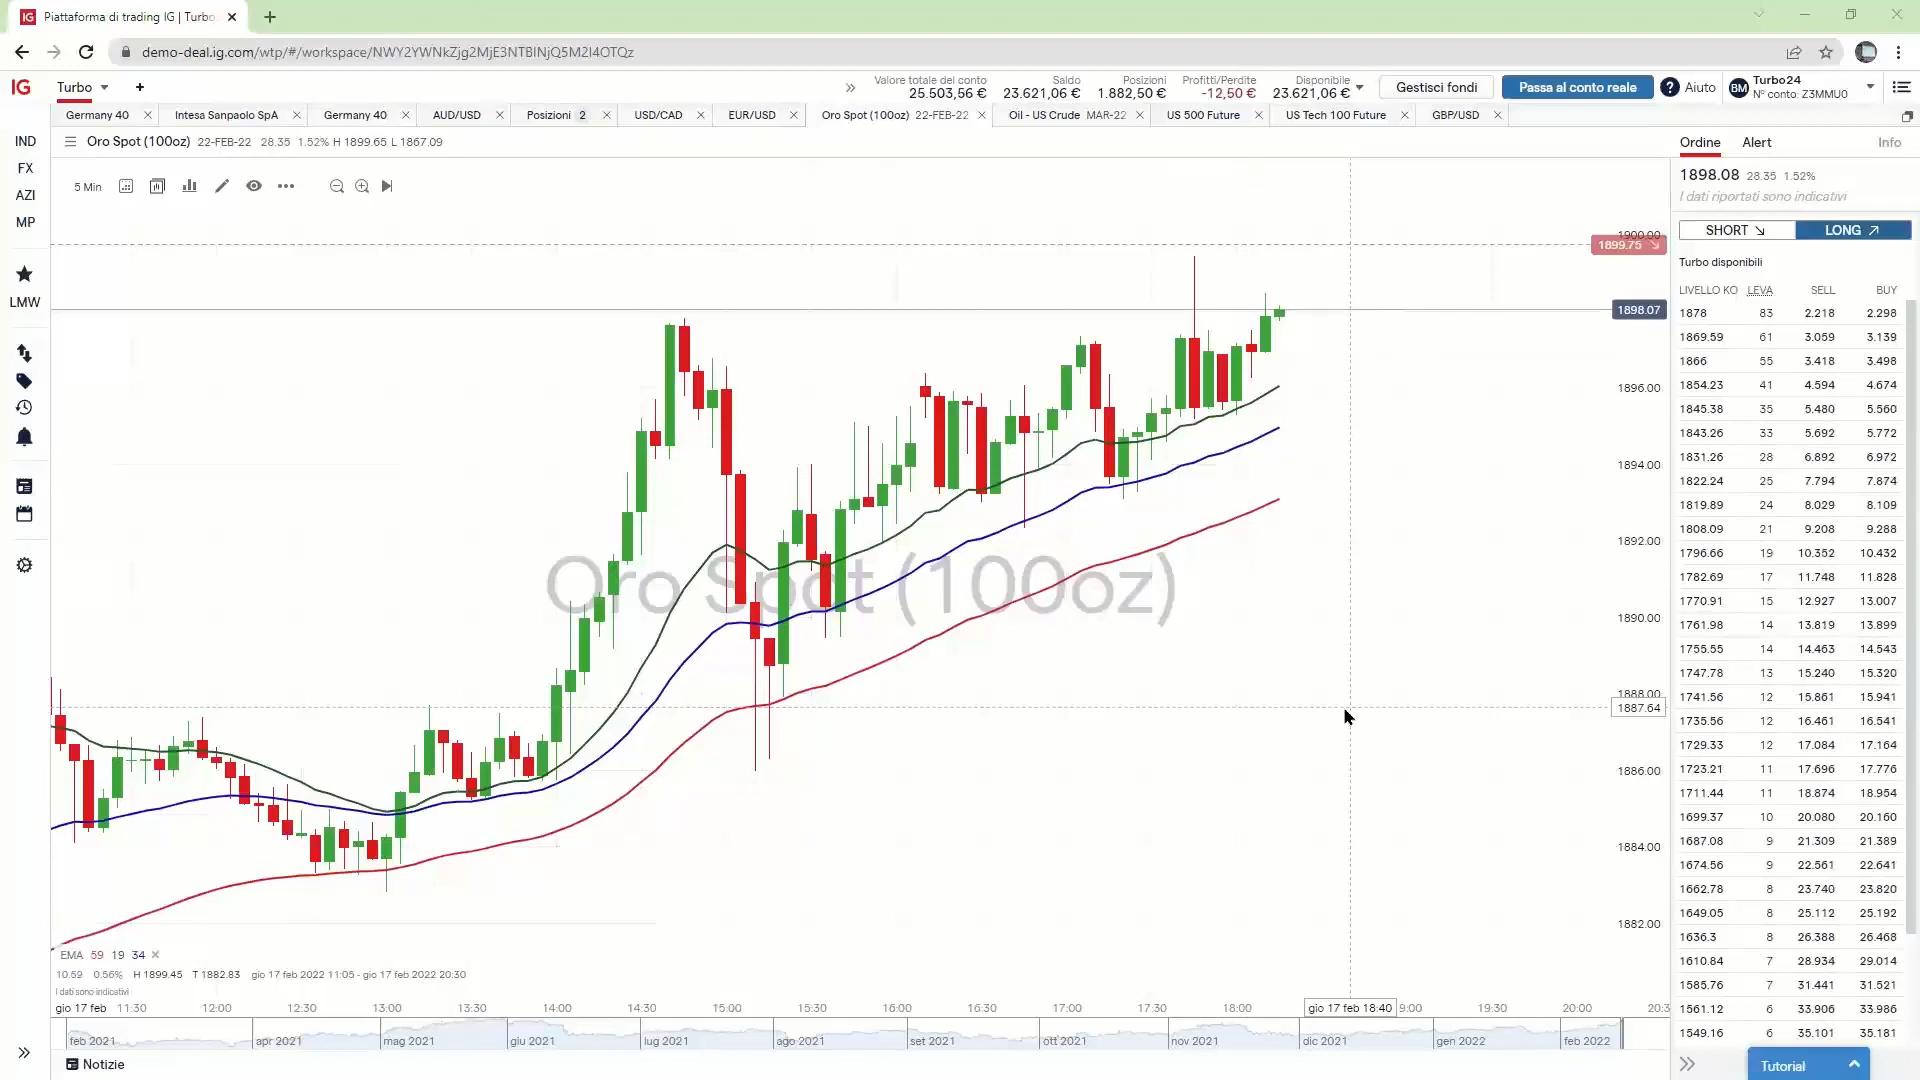 IG Piattaforma di trading IG | Turbo
demo-deal.ig.com/wtp/#/workspace/NWY2YWNkZjg2MjE3NTBlNjQ5M2I4OTQz
IG Turbo
Valore totale del conto 25.503,56 €
Saldo 23.621,06 €
Posizioni 1.882,50 €
Profitti/Perdite -12,50 €
Disponibile 23.621,06 €
Gestisci fondi
Passa al conto reale
Aiuto
BM Turbo24
N° conto: Z3MMU0
Germany 40
Intesa Sanpaolo SpA
Germany 40
AUD/USD
Posizioni 2
USD/CAD
EUR/USD
Oro Spot (100oz) 22-FEB-22
Oil - US Crude MAR-22
US 500 Future
US Tech 100 Future
GBP/USD
IND
FX
AZI
MP
LMW
Oro Spot (100oz) 22-FEB-22 28.35 1.52% H 1899.65 L 1867.09
5 Min
Oro Spot (100oz)
1900.00
1899.75
1898.07
1896.00
1894.00
1892.00
1890.00
1888.00
1887.64
1886.00
1884.00
1882.00
EMA 59 19 34
10.59 0.56% H 1899.45 T 1882.83 gio 17 feb 2022 11:05 - gio 17 feb 2022 20:30
I dati sono indicativi
gio 17 feb 11:30 12:00 12:30 13:00 13:30 14:00 14:30 15:00 15:30 16:00 16:30 17:00 17:30 18:00 gio 17 feb 18:40 9:00 19:30 20:00 20:3
feb 2021 apr 2021 mag 2021 giu 2021 lug 2021 ago 2021 set 2021 ott 2021 nov 2021 dic 2021 gen 2022 feb 2022
Notizie
Ordine Alert Info
1898.08 28.35 1.52%
I dati riportati sono indicativi
SHORT LONG
Turbo disponibili
LIVELLO KO LEVA SELL BUY
1878 83 2.218 2.298
1869.59 61 3.059 3.139
1866 55 3.418 3.498
1854.23 41 4.594 4.674
1845.38 35 5.480 5.560
1843.26 33 5.692 5.772
1831.26 28 6.892 6.972
1822.24 25 7.794 7.874
1819.89 24 8.029 8.109
1808.09 21 9.208 9.288
1796.66 19 10.352 10.432
1782.69 17 11.748 11.828
1770.91 15 12.927 13.007
1761.98 14 13.819 13.899
1755.55 14 14.463 14.543
1747.78 13 15.240 15.320
1741.56 12 15.861 15.941
1735.56 12 16.461 16.541
1729.33 12 17.084 17.164
1723.21 11 17.696 17.776
1711.44 11 18.874 18.954
1699.37 10 20.080 20.160
1687.08 9 21.309 21.389
1674.56 9 22.561 22.641
1662.78 8 23.740 23.820
1649.05 8 25.112 25.192
1636.3 8 26.388 26.468
1610.84 7 28.934 29.014
1585.76 7 31.441 31.521
1561.12 6 33.906 33.986
1549.16 6 35.101 35.181
Tutorial